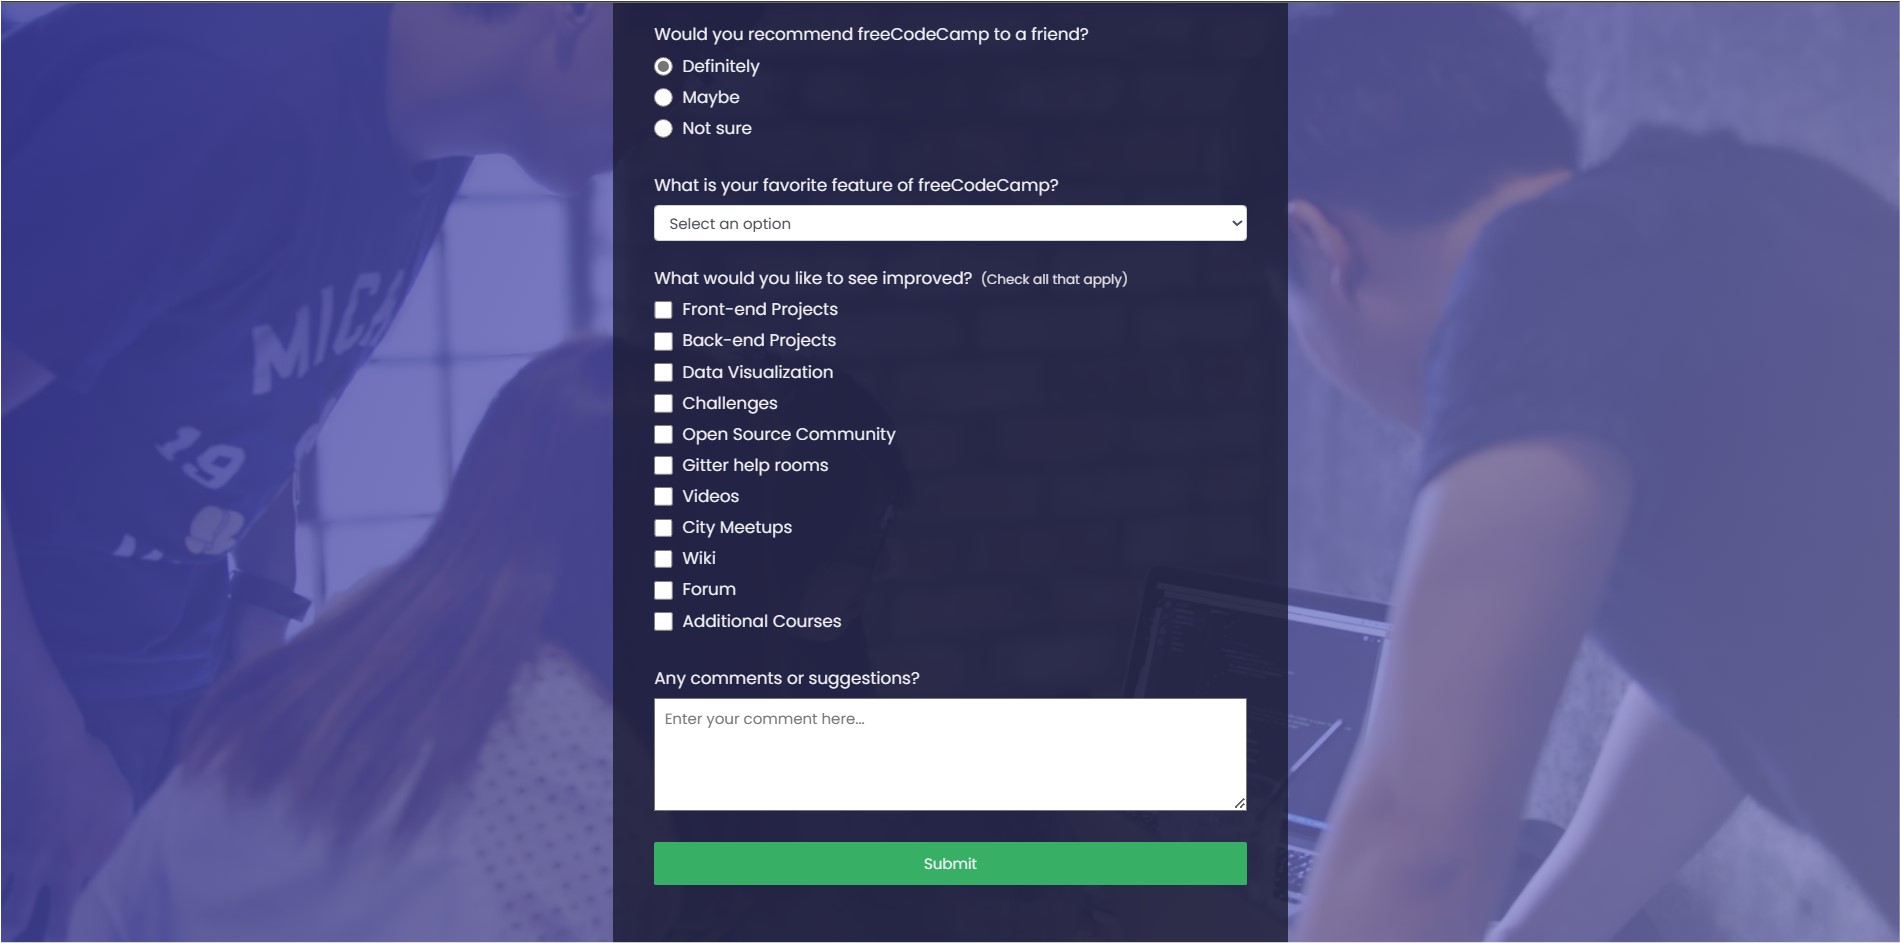 Would you recommend freeCodeCamp to a friend?
Definitely
Maybe
Not sure
What is your favorite feature of freeCodeCamp?
Select an option
What would you like to see improved? (Check all that apply)
Front-end Projects
Back-end Projects
Data Visualization
Challenges
Open Source Community
Gitter help rooms
Videos
City Meetups
Wiki
Forum
Additional Courses
Any comments or suggestions?
Enter your comment here...
Submit
MICH
19